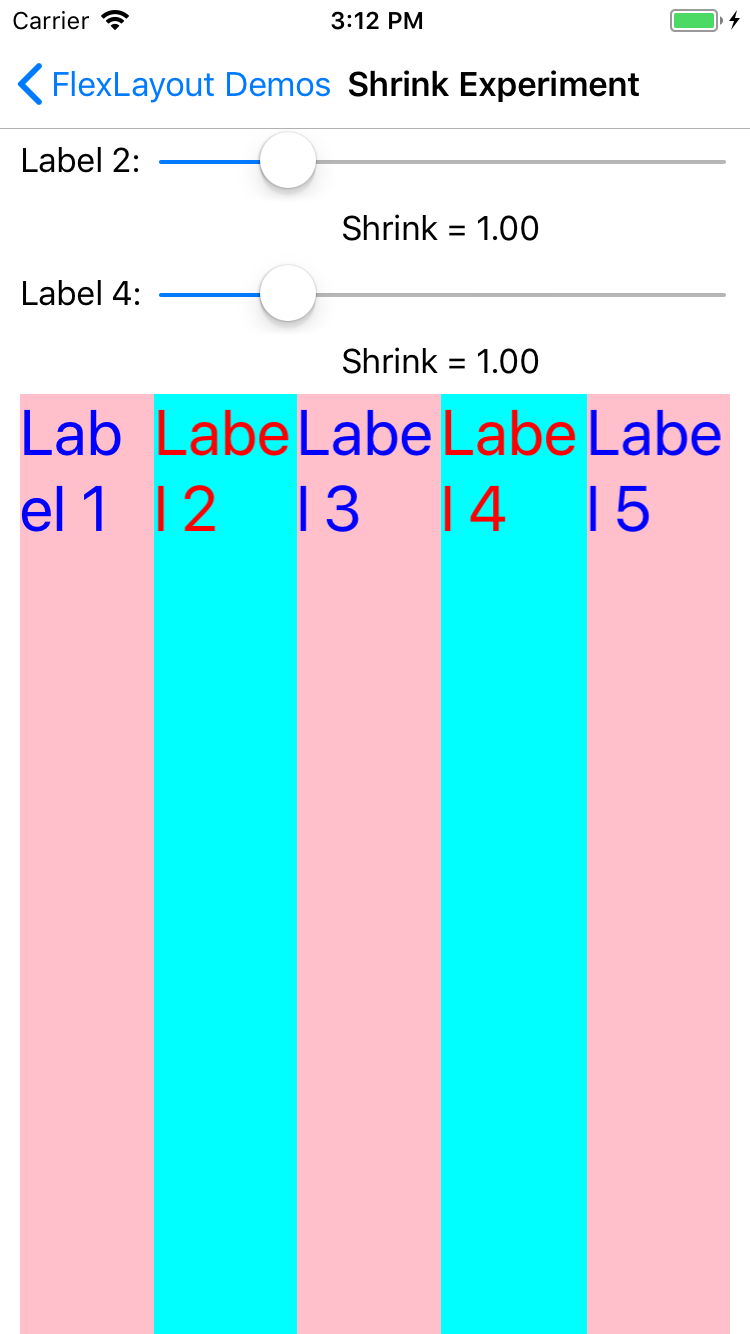 Carrier 3:12 PM
FlexLayout Demos Shrink Experiment
Label 2:
Shrink = 1.00
Label 4:
Shrink = 1.00
Lab Labe Labe Labe Labe
el 1 l 2 l 3 l 4 l 5